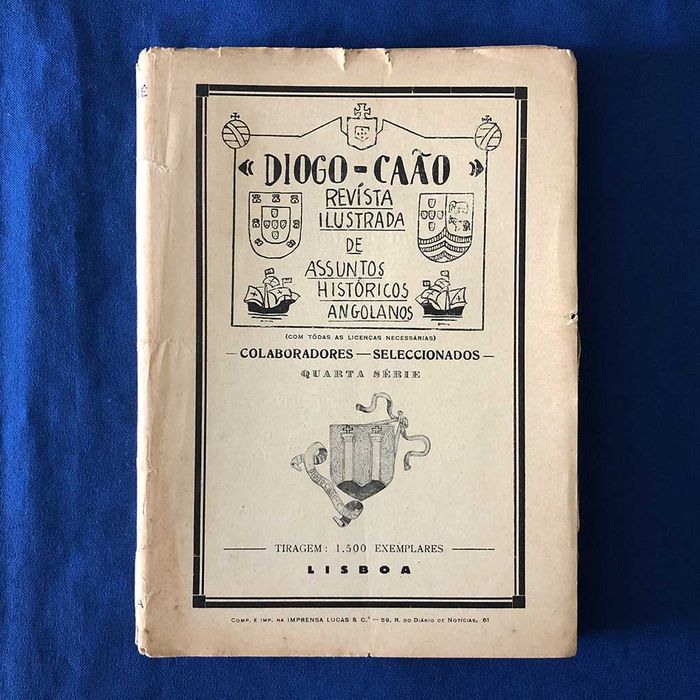 É
« DIOGO-CAÃO »
REVÍSTA
ILUSTRADA
DE
ASSUNTOS
HISTÓRICOS
ANGOLANOS
(COM TÔDAS AS LICENÇAS NECESSÁRIAS)
— COLABORADORES — SELECCIONADOS —
QUARTA SÉRIE
TIRAGEM: 1.500 EXEMPLARES
LISBOA
COMP. E IMP. NA IMPRENSA LUCAS & C.ª — 59, R. DO DIÁRIO DE NOTÍCIAS, 61